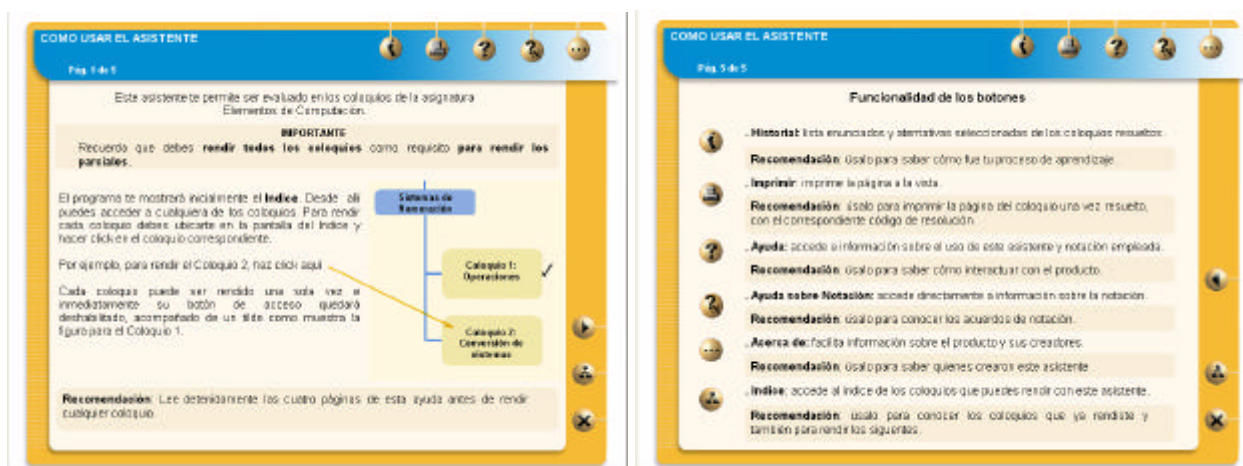 COMO USAR EL ASISTENTE
Pág. 1 de 5
Este asistente te permite ser evaluado en los coloquios de la asignatura
Elementos de Computación.
IMPORTANTE
Recuerda que debes rendir todos los coloquios como requisito para rendir los
parciales.
El programa te mostrará inicialmente el Indice. Desde allí
puedes acceder a cualquiera de los coloquios. Para rendir
cada coloquio debes ubicarte en la pantalla del Indice y
hacer click en el coloquio correspondiente.
Por ejemplo, para rendir el Coloquio 2, haz click aquí
Cada coloquio puede ser rendido una sola vez e
inmediatamente su botón de acceso quedará
deshabilitado, acompañado de un tilde como muestra la
figura para el Coloquio 1.
Sistemas de
Numeración
Coloquio 1:
Operaciones
Coloquio 2:
Conversión de
sistemas
Recomendación: Lee detenidamente las cuatro páginas de esta ayuda antes de rendir
cualquier coloquio.
COMO USAR EL ASISTENTE
Pág. 5 de 5
Funcionalidad de los botones
. Historial: lista enunciados y alternativas seleccionadas de los coloquios resueltos.
Recomendación: úsalo para saber cómo fue tu proceso de aprendizaje.
. Imprimir: imprime la página a la vista.
Recomendación: úsalo para imprimir la página del coloquio una vez resuelto,
con el correspondiente código de resolución.
. Ayuda: accede a información sobre el uso de este asistente y notación empleada.
Recomendación: úsalo para saber cómo interactuar con el producto.
. Ayuda sobre Notación: accede directamente a información sobre la notación.
Recomendación: úsalo para conocer los acuerdos de notación.
. Acerca de: facilita información sobre el producto y sus creadores.
Recomendación: úsalo para saber quienes crearon este asistente.
. Indice: accede al índice de los coloquios que puedes rendir con este asistente.
Recomendación: úsalo para conocer los coloquios que ya rendiste y
también para rendir los siguientes.